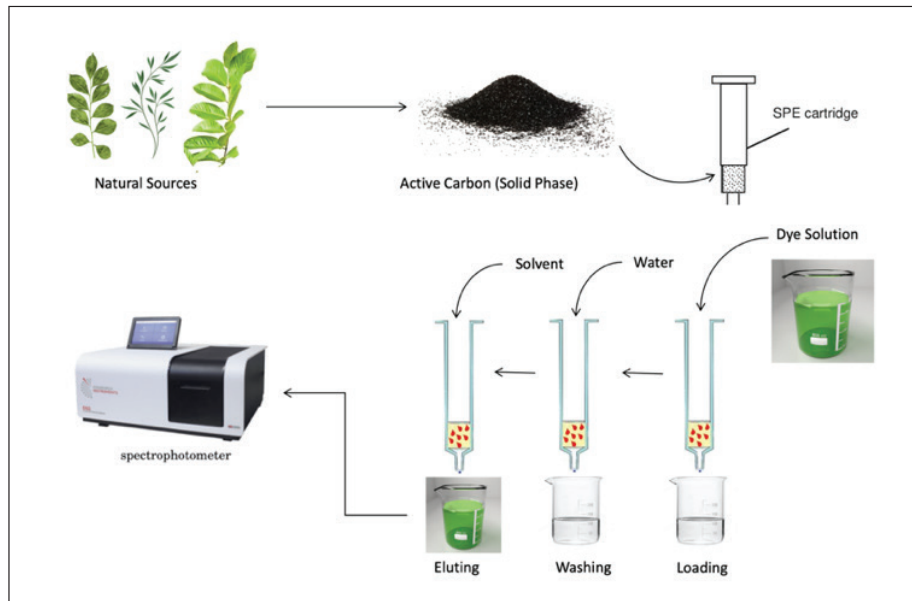 SPE cartridge
Natural Sources
Active Carbon (Solid Phase)
Dye Solution
Solvent
Water
spectrophotometer
Eluting
Washing
Loading